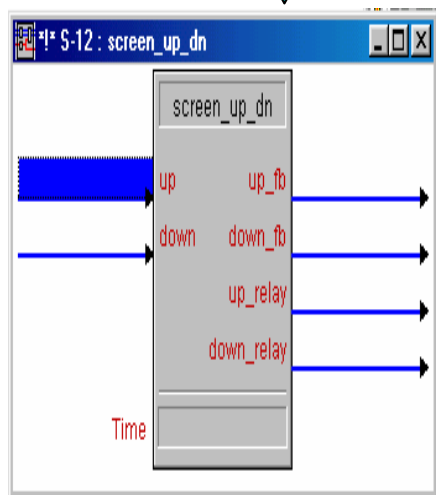 *!* S-12 : screen_up_dn
screen_up_dn
up up_fb
down down_fb
up_relay
down_relay
Time